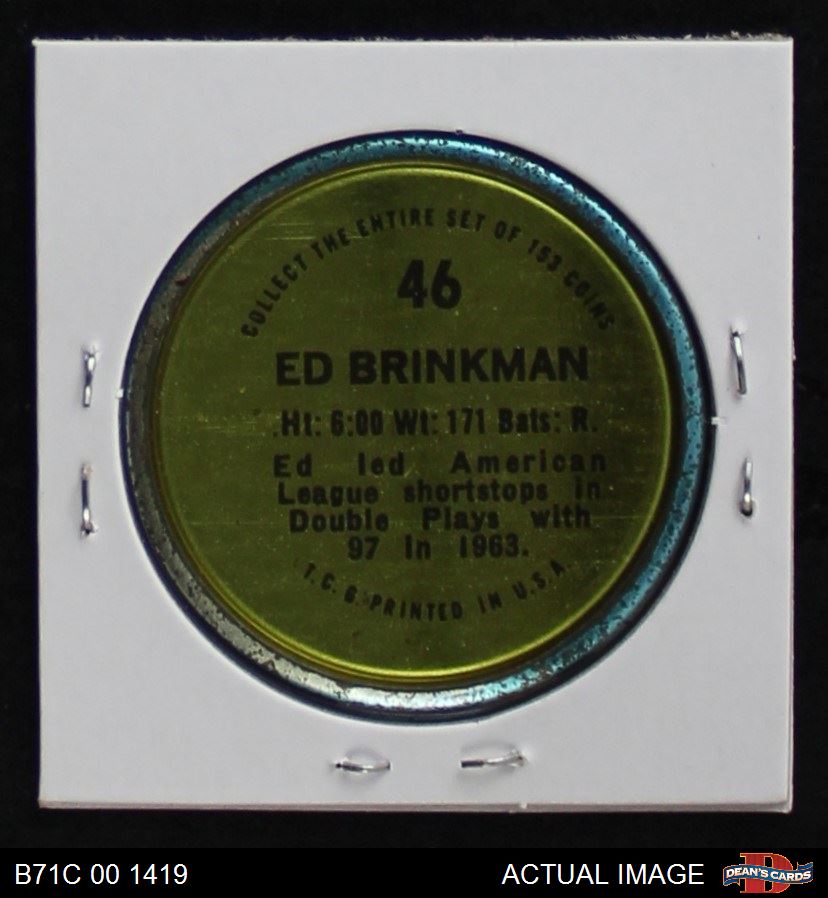 COLLECT THE ENTIRE SET OF 153 COINS
46
ED BRINKMAN
Ht: 6:00 Wt: 171 Bats: R.
Ed led American
League shortstops in
Double Plays with
97 in 1963.
T.C.G. PRINTED IN U.S.A.
B71C 00 1419
ACTUAL IMAGE
D
DEAN'S CARDS